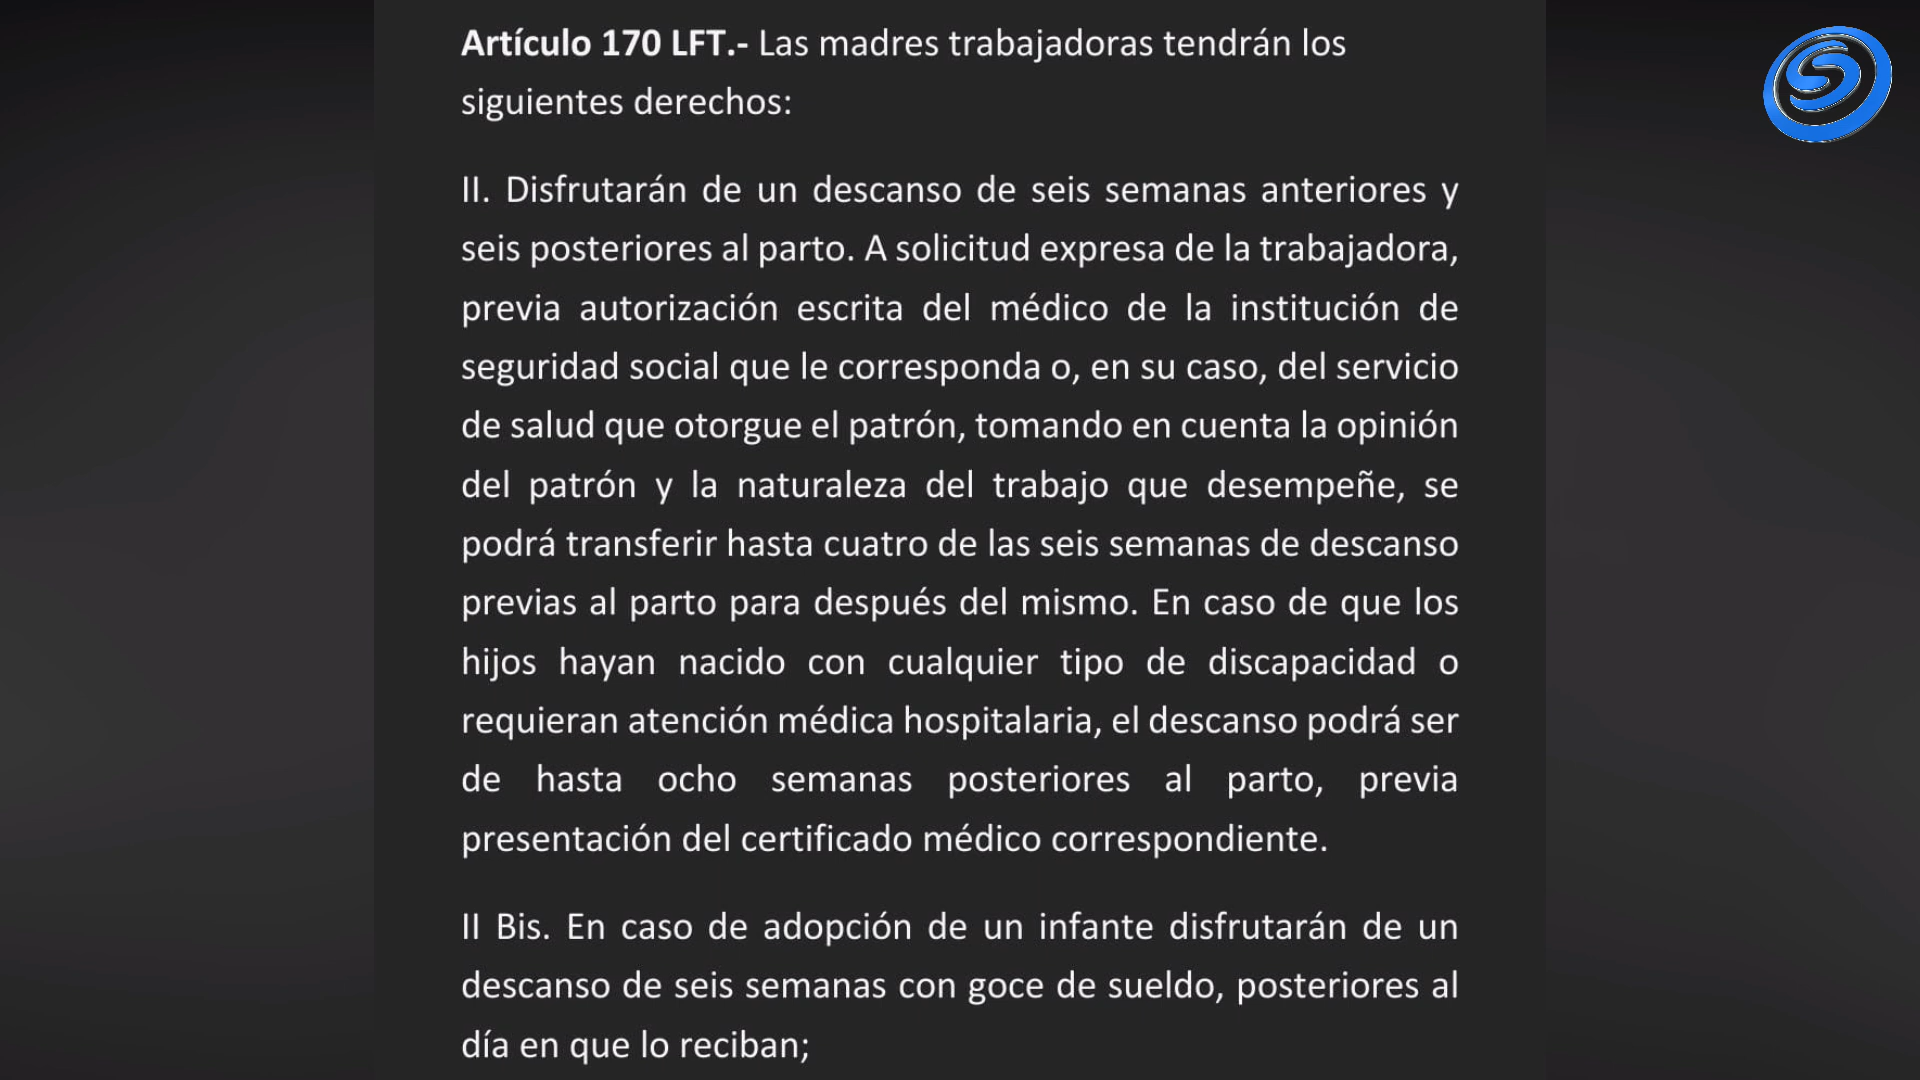 Artículo 170 LFT.- Las madres trabajadoras tendrán los
siguientes derechos:
II. Disfrutarán de un descanso de seis semanas anteriores y
seis posteriores al parto. A solicitud expresa de la trabajadora,
previa autorización escrita del médico de la institución de
seguridad social que le corresponda o, en su caso, del servicio
de salud que otorgue el patrón, tomando en cuenta la opinión
del patrón y la naturaleza del trabajo que desempeñe, se
podrá transferir hasta cuatro de las seis semanas de descanso
previas al parto para después del mismo. En caso de que los
hijos hayan nacido con cualquier tipo de discapacidad o
requieran atención médica hospitalaria, el descanso podrá ser
de hasta ocho semanas posteriores al parto, previa
presentación del certificado médico correspondiente.
II Bis. En caso de adopción de un infante disfrutarán de un
descanso de seis semanas con goce de sueldo, posteriores al
día en que lo reciban;